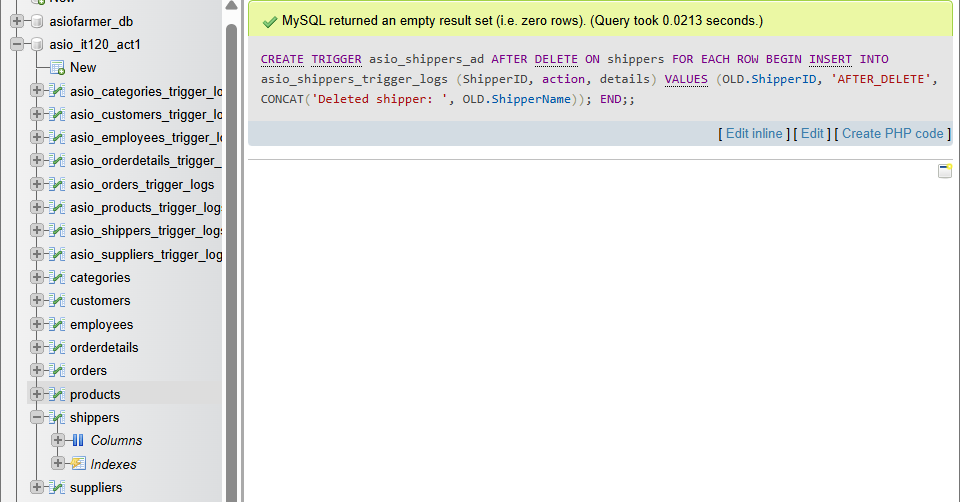 New
asiofarmer_db
asio_it120_act1
New
asio_categories_trigger_lo
asio_customers_trigger_lo
asio_employees_trigger_l
asio_orderdetails_trigger_
asio_orders_trigger_logs
asio_products_trigger_logs
asio_shippers_trigger_logs
asio_suppliers_trigger_log
categories
customers
employees
orderdetails
orders
products
shippers
Columns
Indexes
suppliers
MySQL returned an empty result set (i.e. zero rows). (Query took 0.0213 seconds.)
CREATE TRIGGER asio_shippers_ad AFTER DELETE ON shippers FOR EACH ROW BEGIN INSERT INTO
asio_shippers_trigger_logs (ShipperID, action, details) VALUES (OLD.ShipperID, 'AFTER_DELETE',
CONCAT('Deleted shipper: ', OLD.ShipperName)); END;;
[ Edit inline ] [ Edit ] [ Create PHP code ]